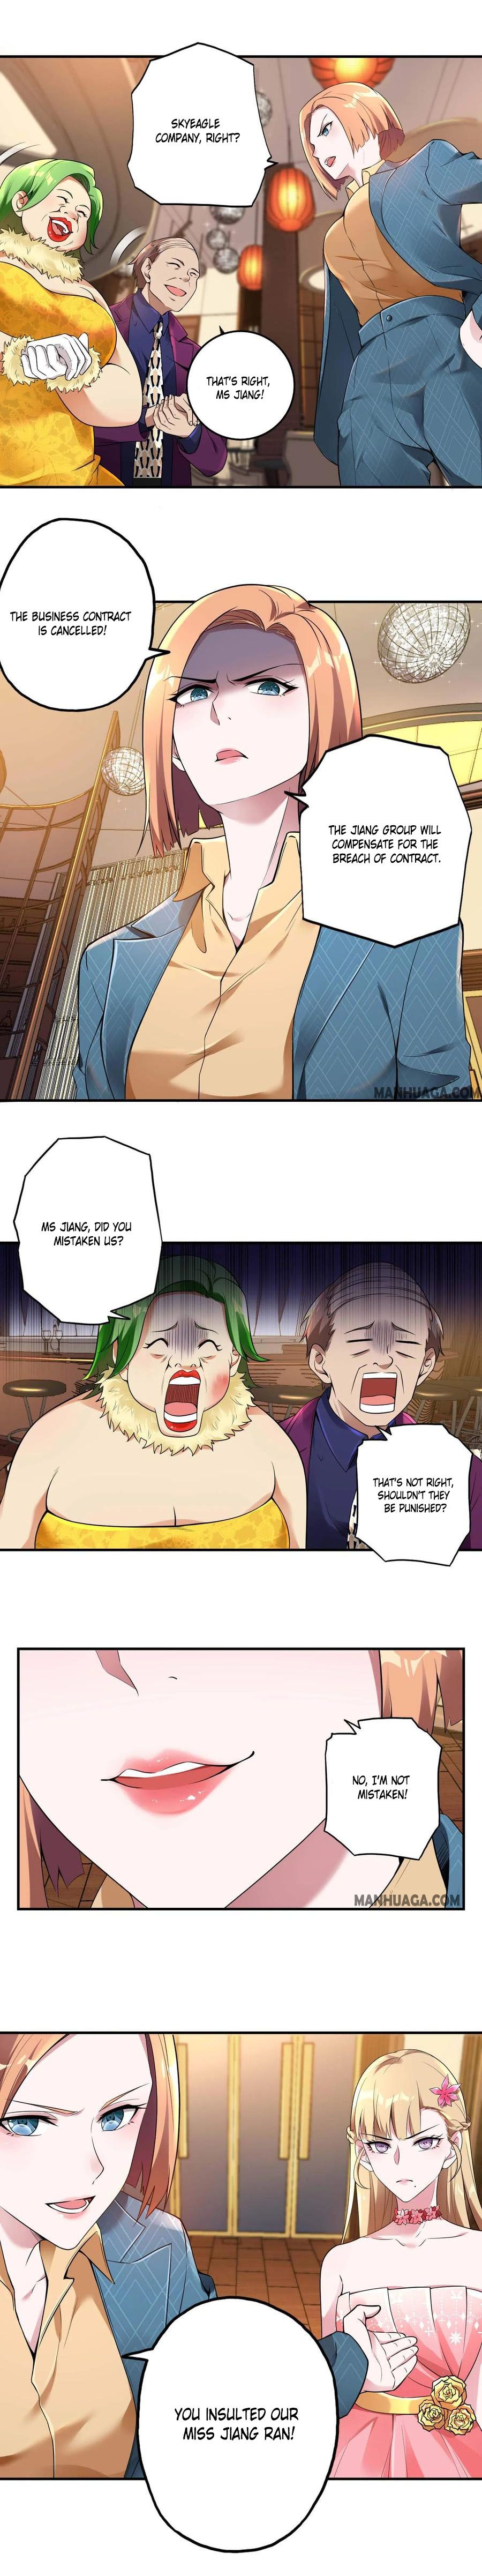 SKYEAGLE
COMPANY, RIGHT?
THAT'S RIGHT,
MS JIANG!
THE BUSINESS CONTRACT
IS CANCELLED!
THE JIANG GROUP WILL
COMPENSATE FOR THE
BREACH OF CONTRACT.
MANHUAGA.COM
MS JIANG, DID YOU
MISTAKEN US?
THAT'S NOT RIGHT,
SHOULDN'T THEY
BE PUNISHED?
NO, I'M NOT
MISTAKEN!
MANHUAGA.COM
YOU INSULTED OUR
MISS JIANG RAN!